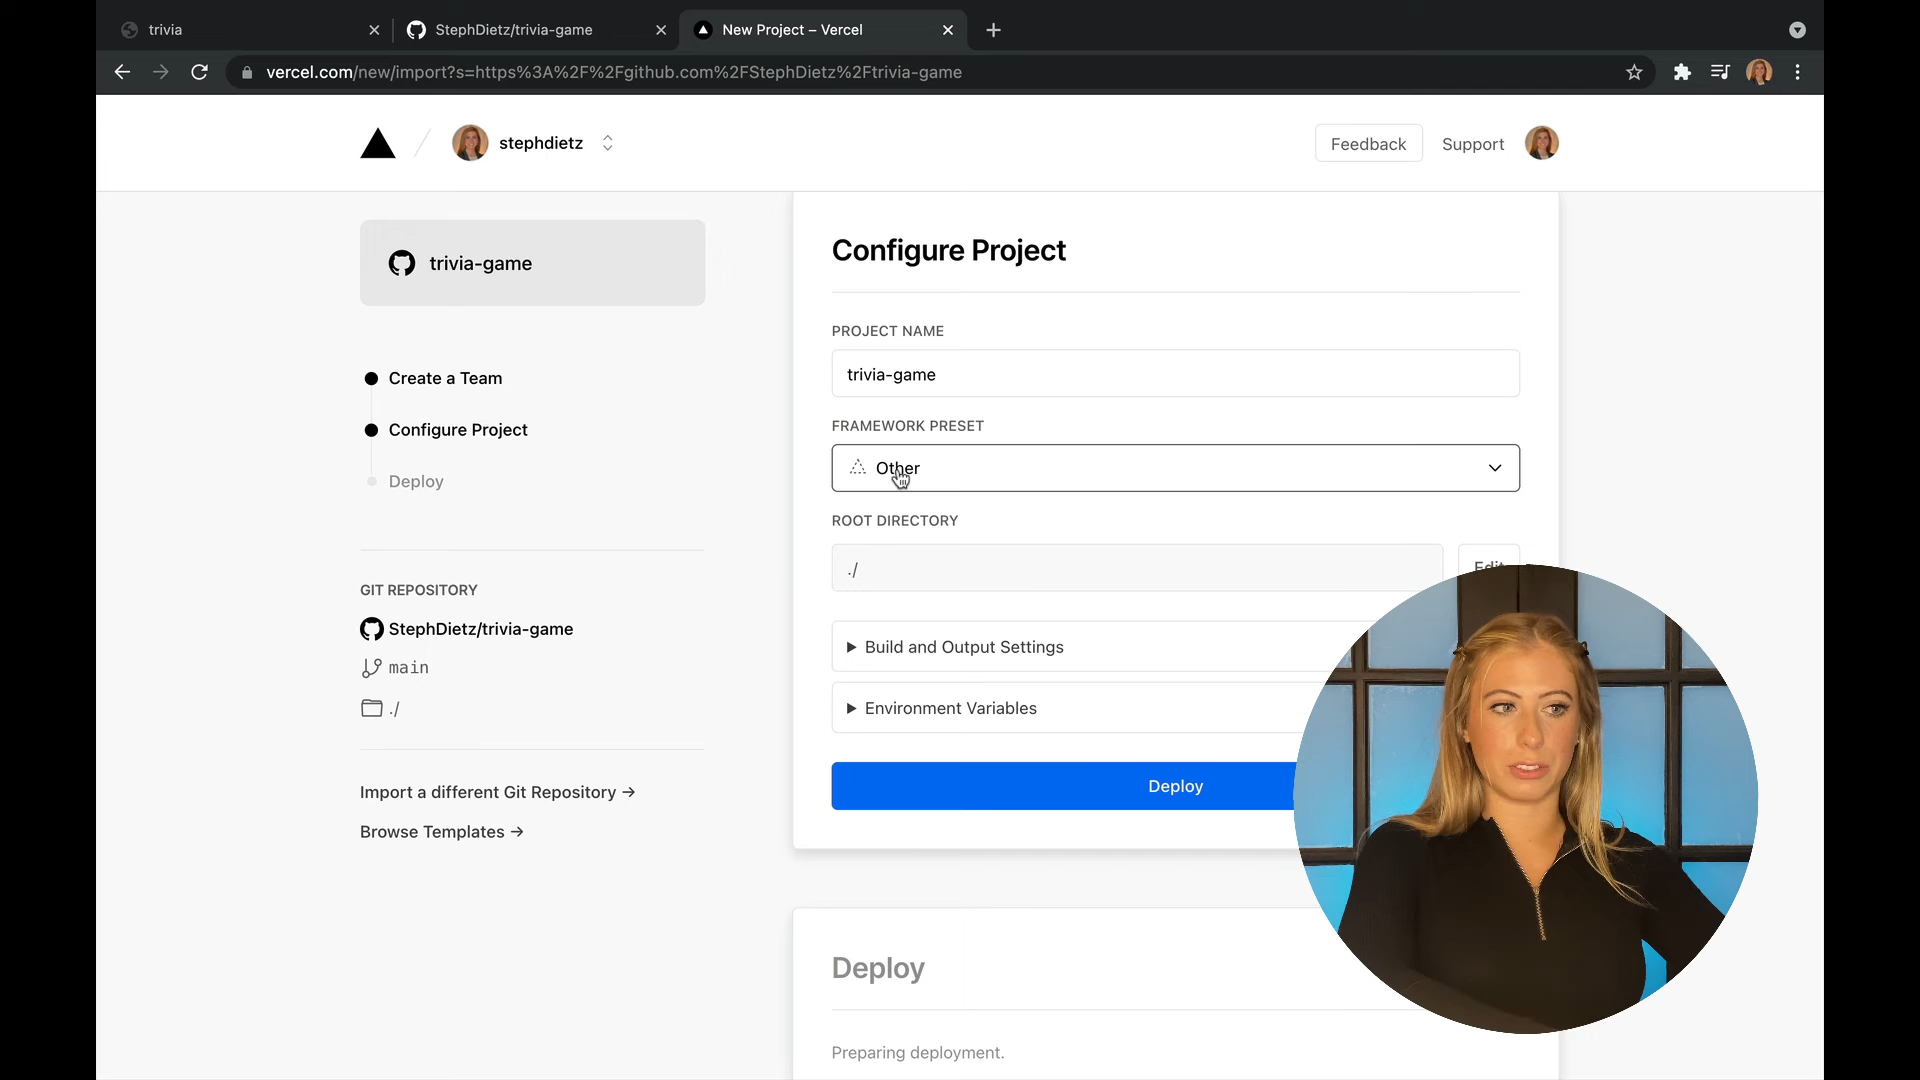 trivia
StephDietz/trivia-game
New Project – Vercel
vercel.com/new/import?s=https%3A%2F%2Fgithub.com%2FStephDietz%2Ftrivia-game
stephdietz
Feedback
Support
trivia-game
Create a Team
Configure Project
Deploy
GIT REPOSITORY
StephDietz/trivia-game
main
./
Import a different Git Repository →
Browse Templates →
Configure Project
PROJECT NAME
trivia-game
FRAMEWORK PRESET
Other
ROOT DIRECTORY
./
Edit
Build and Output Settings
Environment Variables
Deploy
Deploy
Preparing deployment.